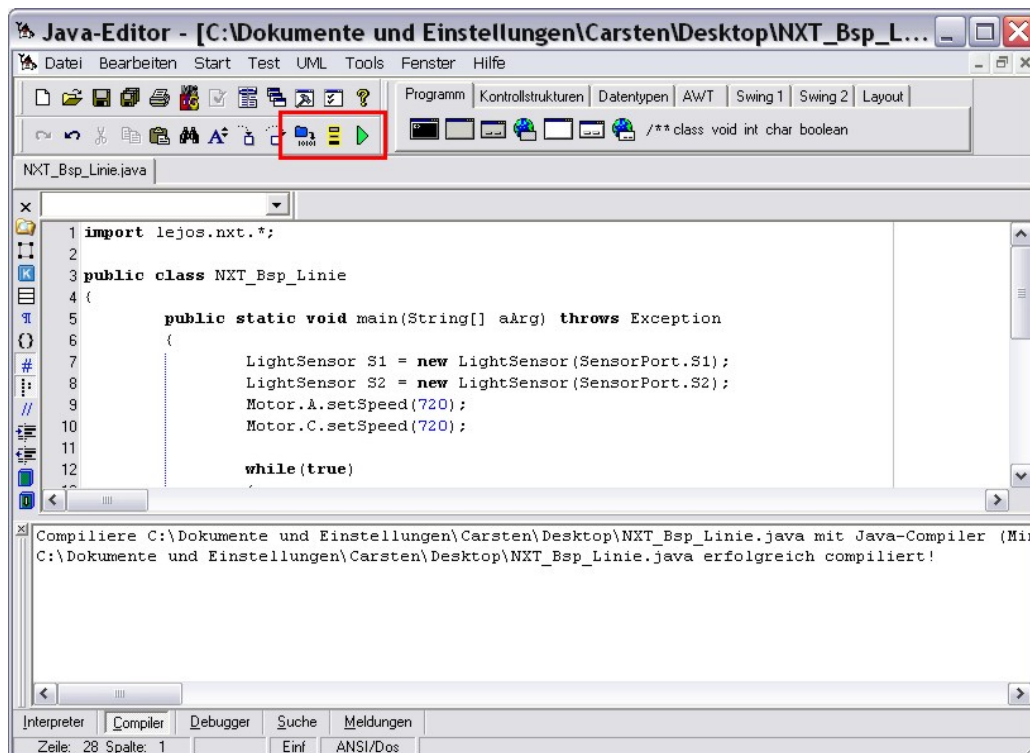 Java-Editor - [C:\Dokumente und Einstellungen\Carsten\Desktop\NXT_Bsp_L...
Datei Bearbeiten Start Test UML Tools Fenster Hilfe
Programm Kontrollstrukturen Datentypen AWT Swing 1 Swing 2 Layout
/** class void int char boolean
NXT_Bsp_Linie.java
1 import lejos.nxt.*;
2
3 public class NXT_Bsp_Linie
4 {
5 public static void main(String[] aArg) throws Exception
6 {
7 LightSensor S1 = new LightSensor(SensorPort.S1);
8 LightSensor S2 = new LightSensor(SensorPort.S2);
9 Motor.A.setSpeed(720);
10 Motor.C.setSpeed(720);
11
12 while(true)
Compiliere C:\Dokumente und Einstellungen\Carsten\Desktop\NXT_Bsp_Linie.java mit Java-Compiler (Min
C:\Dokumente und Einstellungen\Carsten\Desktop\NXT_Bsp_Linie.java erfolgreich compiliert!
Interpreter Compiler Debugger Suche Meldungen
Zeile: 28 Spalte: 1 Einf ANSI/Dos